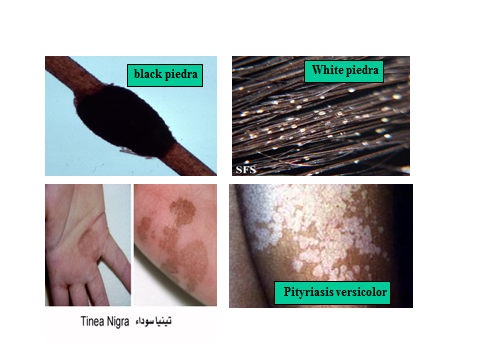 black piedra
White piedra
SFS
Pityriasis versicolor
Tinea Nigra تينيا سوداء